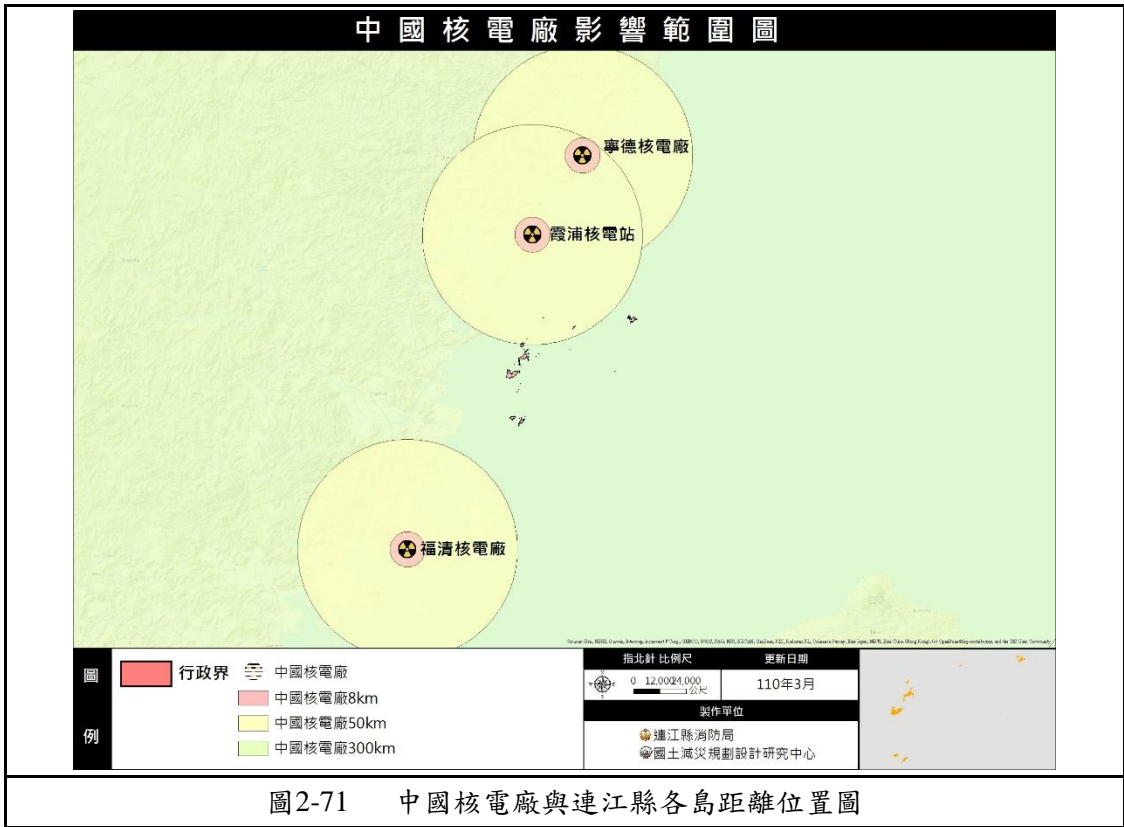 中國核電廠影響範圍圖
寧德核電廠
霞浦核電站
福清核電廠
圖例
行政界
中國核電廠
中國核電廠8km
中國核電廠50km
中國核電廠300km
指北針 比例尺
0 12,000 24,000
公尺
更新日期
110年3月
製作單位
連江縣消防局
國土減災規劃設計研究中心
圖2-71 中國核電廠與連江縣各島距離位置圖